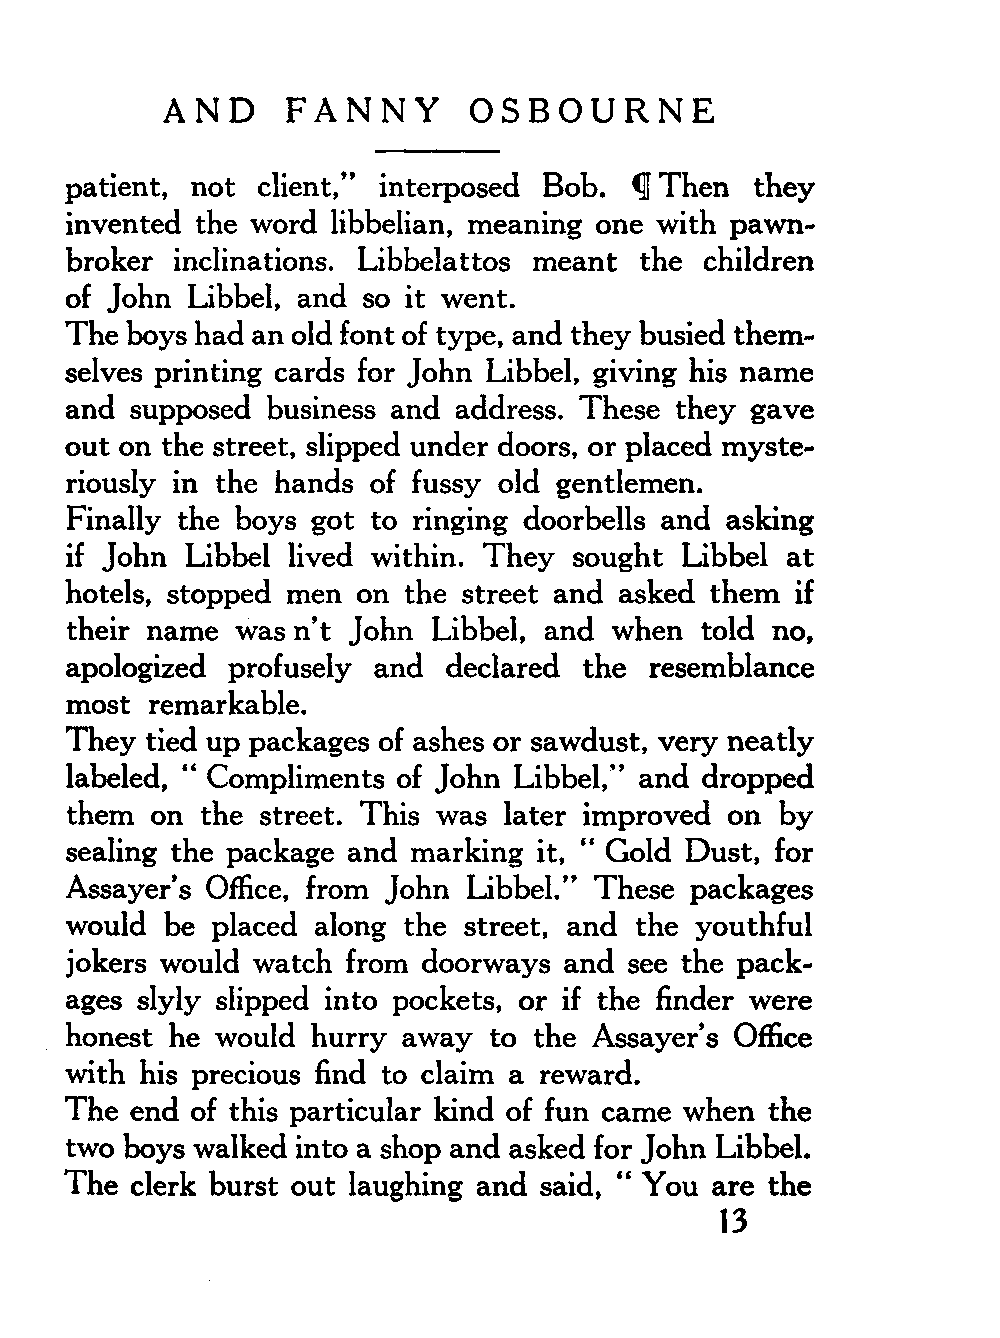 AND FANNY OSBOURNE
patient, not client,” interposed Bob. ¶ Then they
invented the word libbelian, meaning one with pawn-
broker inclinations. Libbelattos meant the children
of John Libbel, and so it went.
The boys had an old font of type, and they busied them-
selves printing cards for John Libbel, giving his name
and supposed business and address. These they gave
out on the street, slipped under doors, or placed myste-
riously in the hands of fussy old gentlemen.
Finally the boys got to ringing doorbells and asking
if John Libbel lived within. They sought Libbel at
hotels, stopped men on the street and asked them if
their name was n't John Libbel, and when told no,
apologized profusely and declared the resemblance
most remarkable.
They tied up packages of ashes or sawdust, very neatly
labeled, “ Compliments of John Libbel,” and dropped
them on the street. This was later improved on by
sealing the package and marking it, “ Gold Dust, for
Assayer's Office, from John Libbel.” These packages
would be placed along the street, and the youthful
jokers would watch from doorways and see the pack-
ages slyly slipped into pockets, or if the finder were
honest he would hurry away to the Assayer's Office
with his precious find to claim a reward.
The end of this particular kind of fun came when the
two boys walked into a shop and asked for John Libbel.
The clerk burst out laughing and said, “ You are the
13